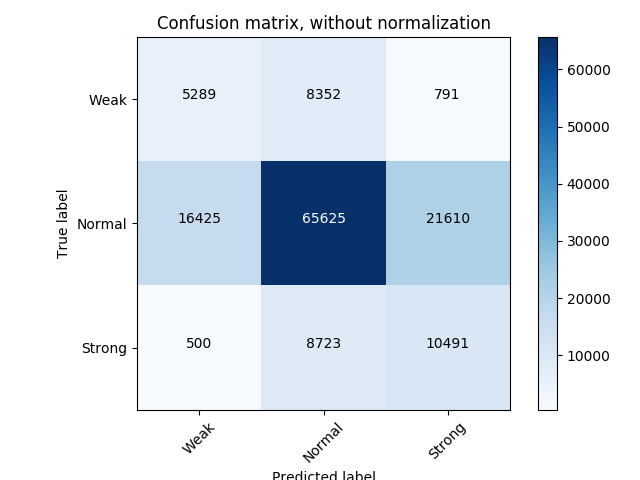 Confusion matrix, without normalization
Weak 5289 8352 791
Normal 16425 65625 21610
Strong 500 8723 10491
Weak Normal Strong
True label
Predicted label
60000
50000
40000
30000
20000
10000